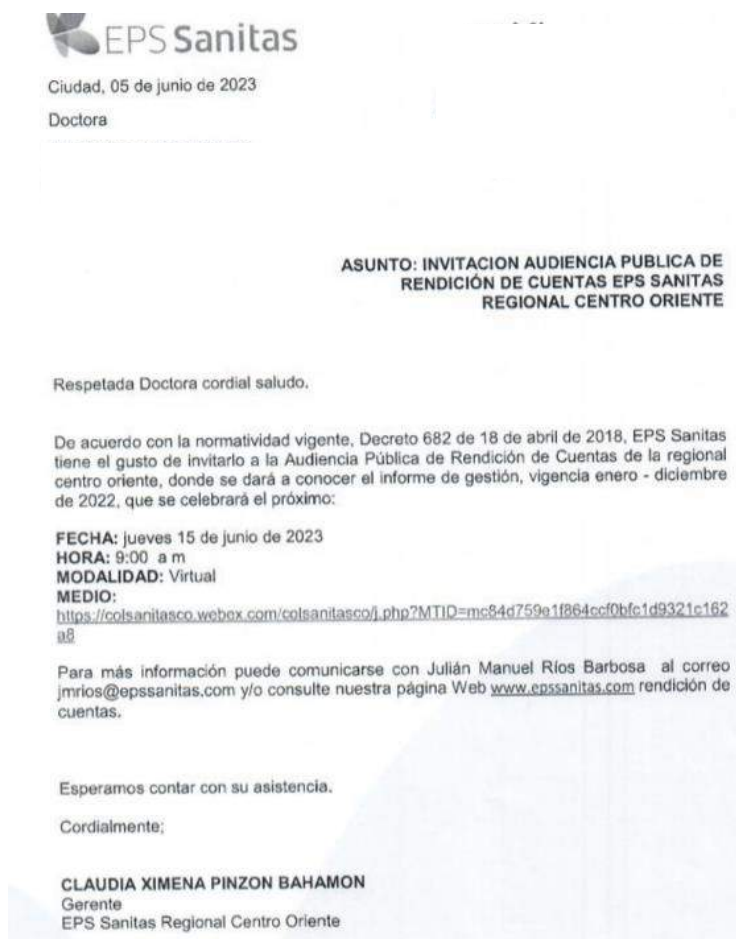 EPS Sanitas
Ciudad, 05 de junio de 2023
Doctora
ASUNTO: INVITACION AUDIENCIA PUBLICA DE
RENDICIÓN DE CUENTAS EPS SANITAS
REGIONAL CENTRO ORIENTE
Respetada Doctora cordial saludo.
De acuerdo con la normatividad vigente, Decreto 682 de 18 de abril de 2018, EPS Sanitas
tiene el gusto de invitarlo a la Audiencia Pública de Rendición de Cuentas de la regional
centro oriente, donde se dará a conocer el informe de gestión, vigencia enero - diciembre
de 2022, que se celebrará el próximo:
FECHA: jueves 15 de junio de 2023
HORA: 9:00 a m
MODALIDAD: Virtual
MEDIO:
https://colsanitasco.webex.com/colsanitasco/j.php?MTID=mc84d759e1f864ccf0bfc1d9321c162
a8
Para más información puede comunicarse con Julián Manuel Ríos Barbosa al correo
jmrios@epssanitas.com y/o consulte nuestra página Web www.epssanitas.com rendición de
cuentas.
Esperamos contar con su asistencia.
Cordialmente;
CLAUDIA XIMENA PINZON BAHAMON
Gerente
EPS Sanitas Regional Centro Oriente